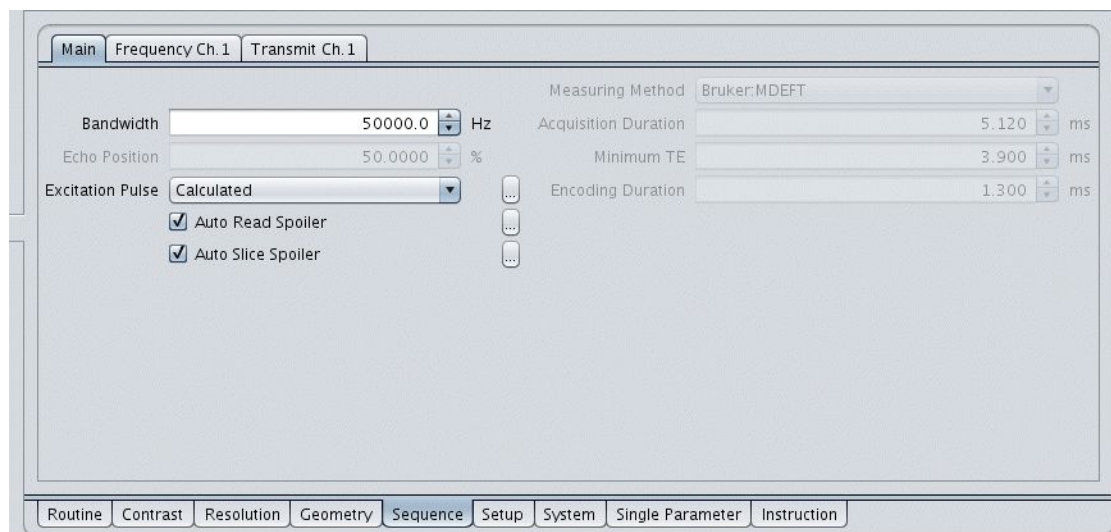 Main Frequency Ch.1 Transmit Ch.1
Measuring Method Bruker:MDEFT
Bandwidth 50000.0 Hz Acquisition Duration 5.120 ms
Echo Position 50.0000 % Minimum TE 3.900 ms
Excitation Pulse Calculated ... Encoding Duration 1.300 ms
Auto Read Spoiler ...
Auto Slice Spoiler ...
Routine Contrast Resolution Geometry Sequence Setup System Single Parameter Instruction